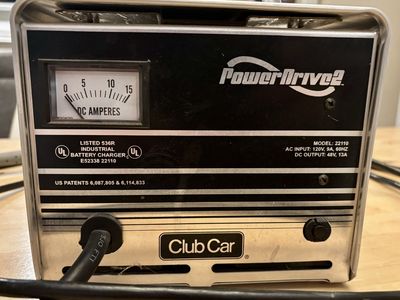 0 5 10 15
DC AMPERES
PowerDrive2™
LISTED 536R
INDUSTRIAL
BATTERY CHARGER
E52338 22110
UL
UL
MODEL: 22110
AC INPUT: 120V, 9A, 60HZ
DC OUTPUT: 48V, 13A
US PATENTS 6,087,805 & 6,114,833
Club Car®